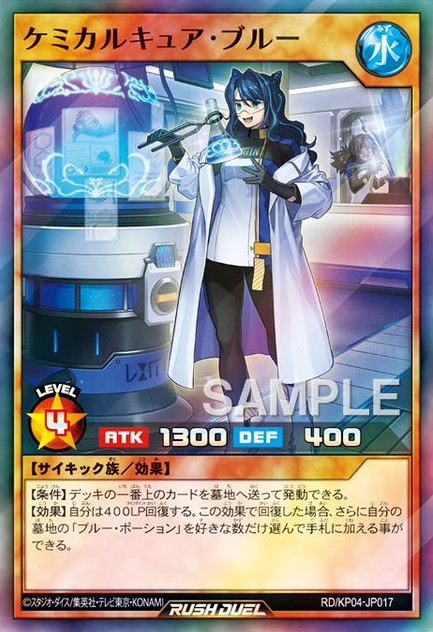 ケミカルキュア・ブルー
みず
水
SAMPLE
LEVEL
4
ATK 1300 DEF 400
【サイキック族／効果】
【条件】デッキの一番上のカードを墓地へ送って発動できる。
【効果】自分は400LP回復する。この効果で回復した場合、さらに自分の
墓地の「ブルー・ポーション」を好きな数だけ選んで手札に加える事が
できる。
©スタジオ・ダイス/集英社・テレビ東京・KONAMI
RUSH DUEL
RD/KP04-JP017